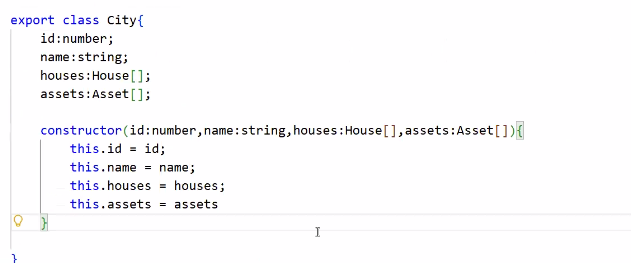 export class City{
    id:number;
    name:string;
    houses:House[];
    assets:Asset[];

    constructor(id:number,name:string,houses:House[],assets:Asset[]){
        this.id = id;
        this.name = name;
        this.houses = houses;
        this.assets = assets
    }

}